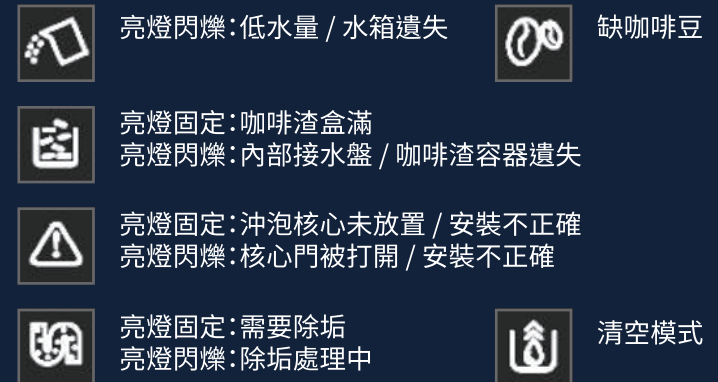 亮燈閃爍：低水量 / 水箱遺失
缺咖啡豆
亮燈固定：咖啡渣盒滿
亮燈閃爍：內部接水盤 / 咖啡渣容器遺失
亮燈固定：沖泡核心未放置 / 安裝不正確
亮燈閃爍：核心門被打開 / 安裝不正確
亮燈固定：需要除垢
亮燈閃爍：除垢處理中
清空模式